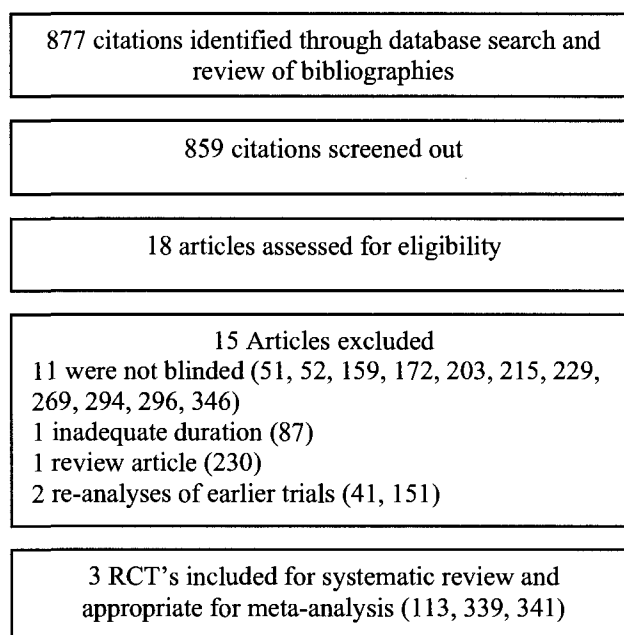 877 citations identified through database search and
review of bibliographies
859 citations screened out
18 articles assessed for eligibility
15 Articles excluded
11 were not blinded (51, 52, 159, 172, 203, 215, 229,
269, 294, 296, 346)
1 inadequate duration (87)
1 review article (230)
2 re-analyses of earlier trials (41, 151)
3 RCT's included for systematic review and
appropriate for meta-analysis (113, 339, 341)